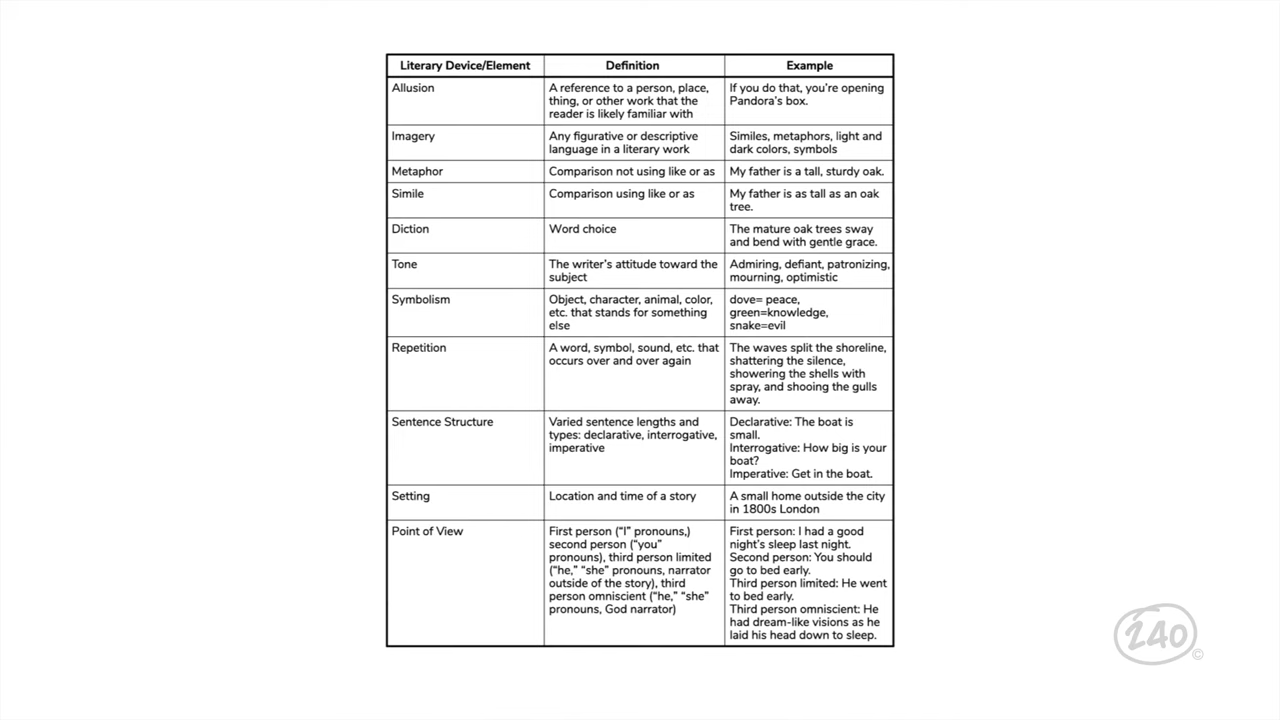 Literary Device/Element Definition Example
Allusion
A reference to a person, place,
thing, or other work that the
reader is likely familiar with
If you do that, you're opening
Pandora's box.
Imagery
Any figurative or descriptive
language in a literary work
Similes, metaphors, light and
dark colors, symbols
Metaphor
Comparison not using like or as
My father is a tall, sturdy oak.
Simile
Comparison using like or as
My father is as tall as an oak
tree.
Diction
Word choice
The mature oak trees sway
and bend with gentle grace.
Tone
The writer's attitude toward the
subject
Admiring, defiant, patronizing,
mourning, optimistic
Symbolism
Object, character, animal, color,
etc. that stands for something
else
dove= peace,
green=knowledge,
snake=evil
Repetition
A word, symbol, sound, etc. that
occurs over and over again
The waves split the shoreline,
shattering the silence,
showering the shells with
spray, and shooing the gulls
away.
Sentence Structure
Varied sentence lengths and
types: declarative, interrogative,
imperative
Declarative: The boat is
small.
Interrogative: How big is your
boat?
Imperative: Get in the boat.
Setting
Location and time of a story
A small home outside the city
in 1800s London
Point of View
First person (“I” pronouns,)
second person (“you”
pronouns), third person limited
(“he,” “she” pronouns, narrator
outside of the story), third
person omniscient (“he,” “she”
pronouns, God narrator)
First person: I had a good
night's sleep last night.
Second person: You should
go to bed early.
Third person limited: He went
to bed early.
Third person omniscient: He
had dream-like visions as he
laid his head down to sleep.
240
©